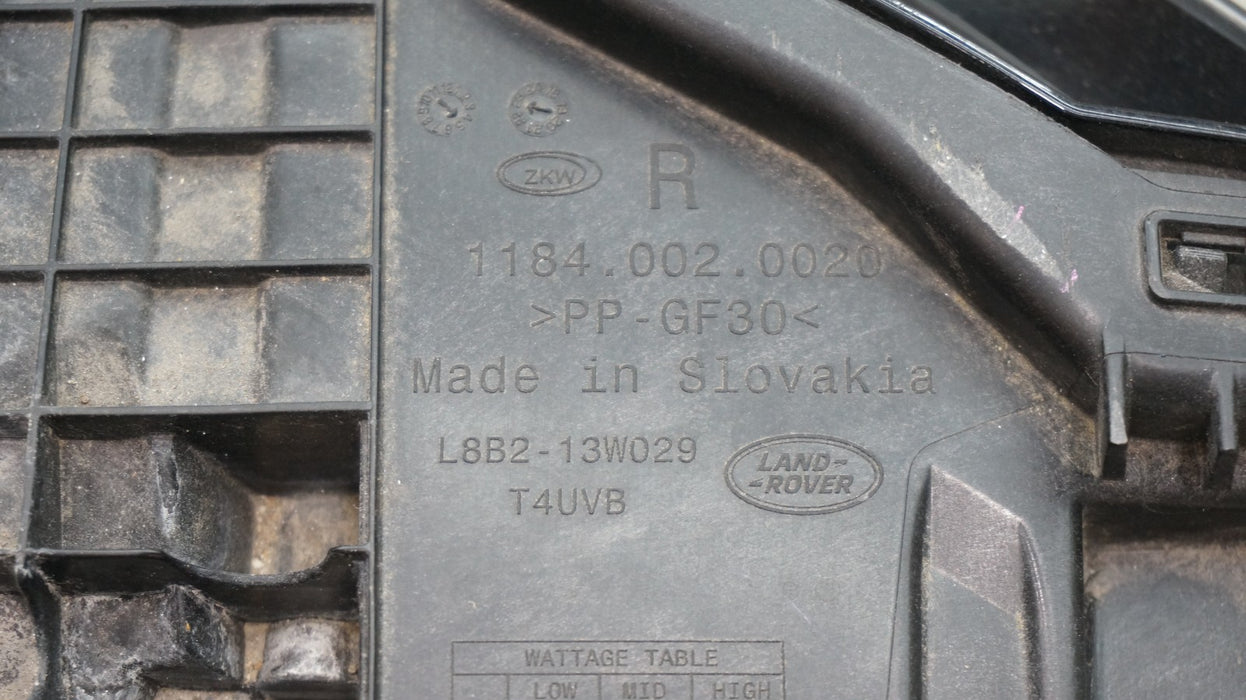 ZKW R
1184.002.0020
>PP-GF30<
Made in Slovakia
L8B2-13W029
T4UVB
LAND-
-ROVER
WATTAGE TABLE
LOW MID HIGH